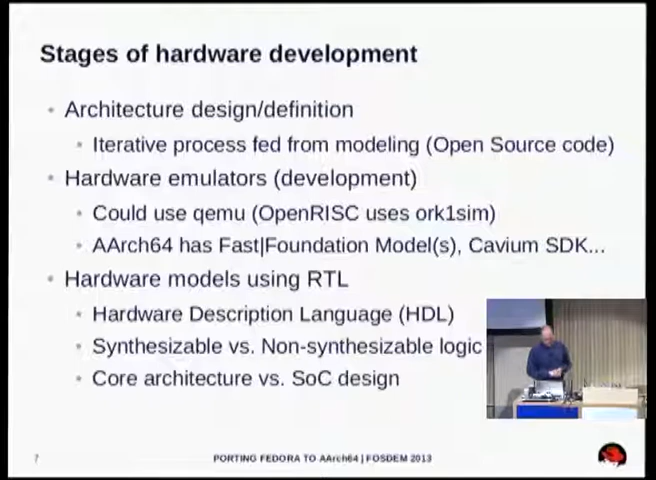 Stages of hardware development
Architecture design/definition
Iterative process fed from modeling (Open Source code)
Hardware emulators (development)
Could use qemu (OpenRISC uses ork1sim)
AArch64 has Fast|Foundation Model(s), Cavium SDK...
Hardware models using RTL
Hardware Description Language (HDL)
Synthesizable vs. Non-synthesizable logic
Core architecture vs. SoC design
7
PORTING FEDORA TO AArch64 | FOSDEM 2013